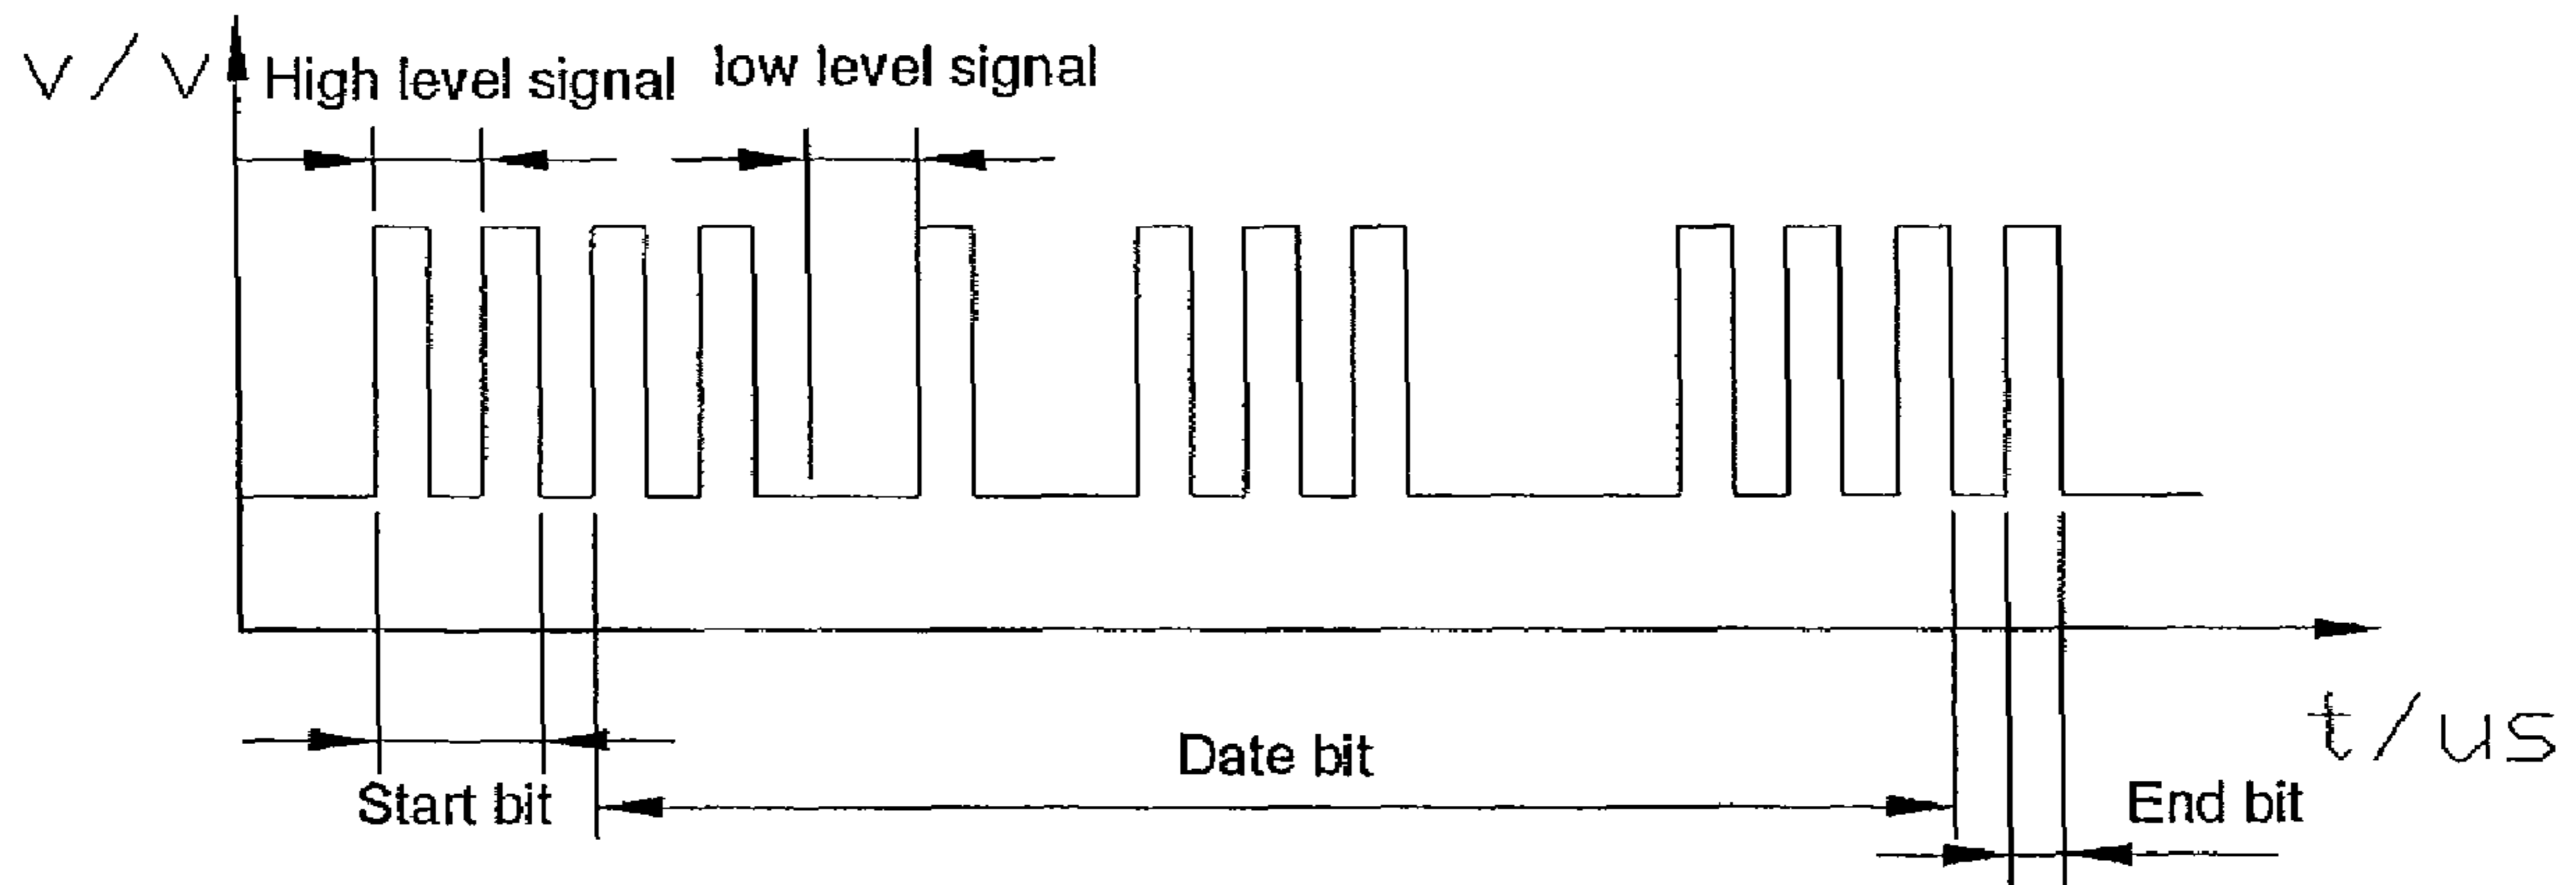 v/v
High level signal
low level signal
t/us
Date bit
Start bit
End bit